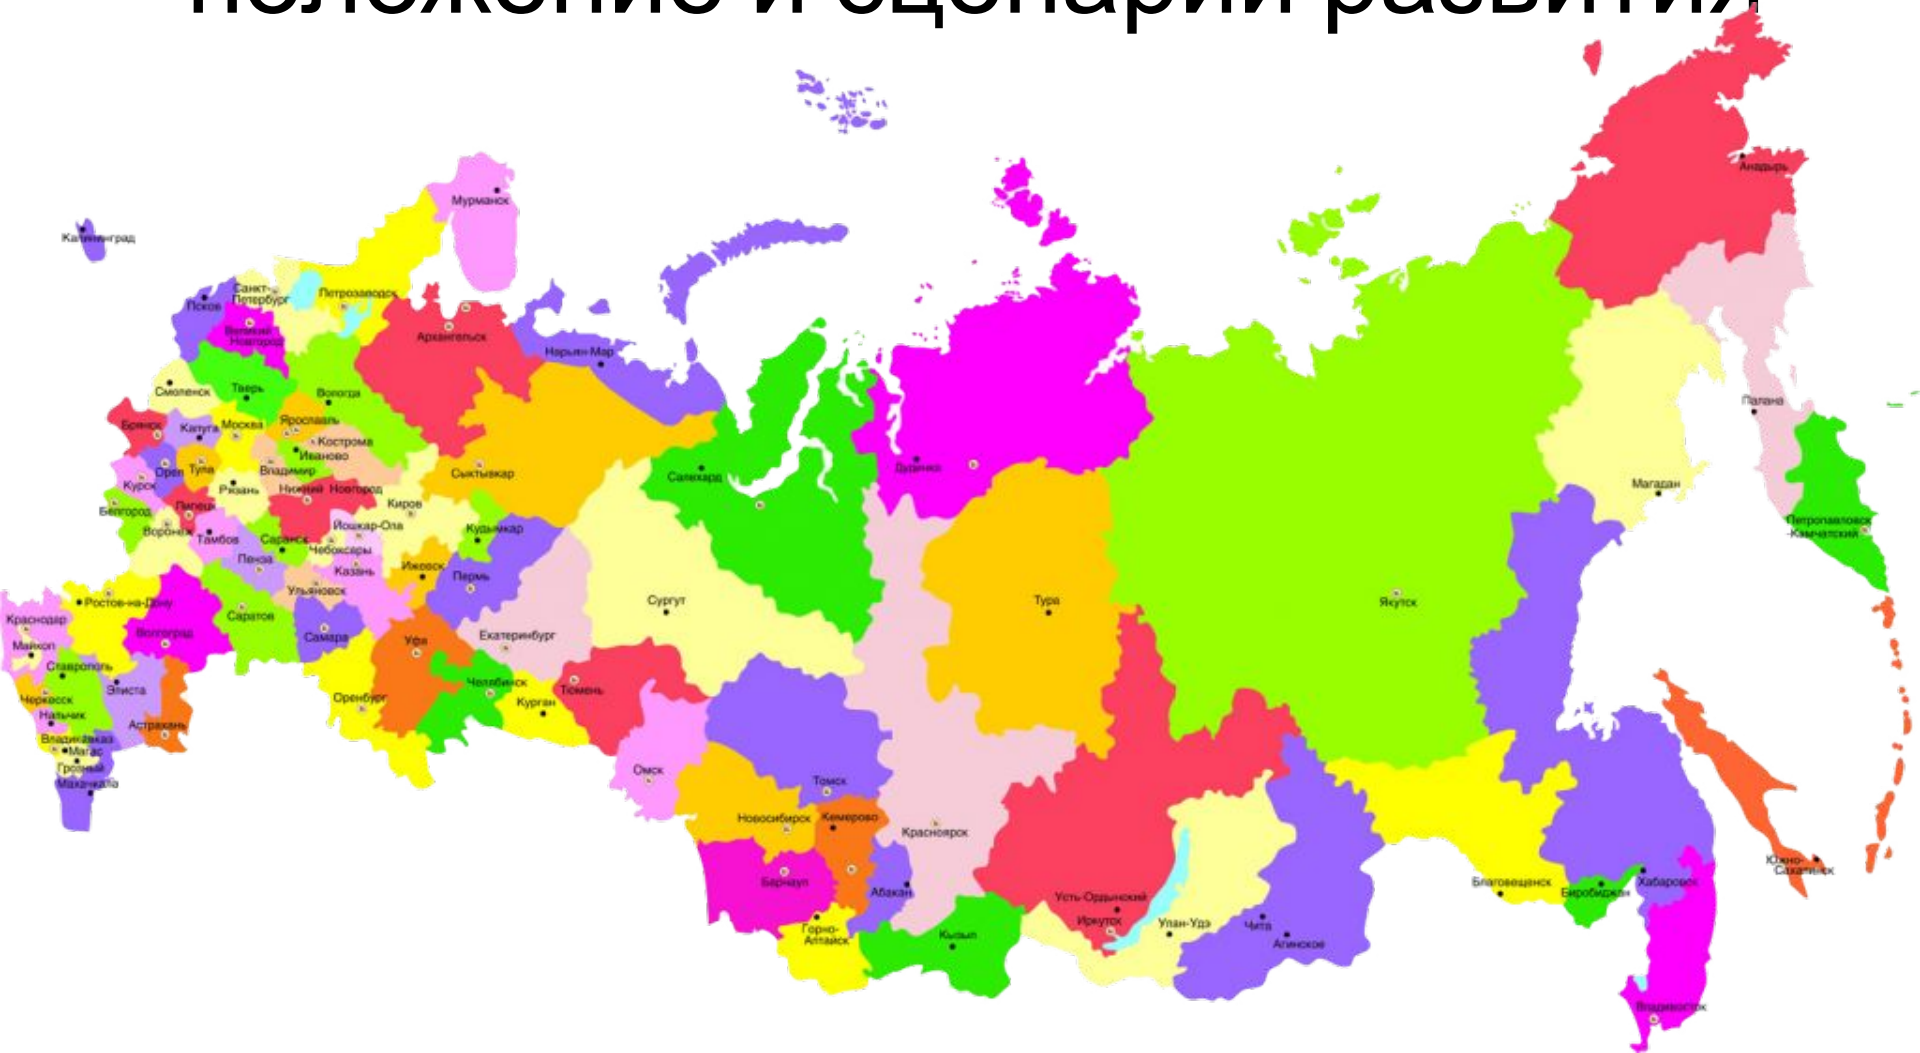 положение и сценарии развития
Анадырь
Мурманск
Калининград
Санкт-
Петербург
Петрозаводск
Псков
Великий
Новгород
Архангельск
Нарьян-Мар
Смоленск
Тверь
Вологда
Палана
Брянск
Калуга
Москва
Ярославль
Кострома
Иваново
Орел
Тула
Владимир
Сыктывкар
Салехард
Дудинка
Курск
Рязань
Нижний Новгород
Магадан
Белгород
Липецк
Киров
Воронеж
Тамбов
Йошкар-Ола
Кудымкар
Петропавловск
-Камчатский
Саранск
Чебоксары
Пенза
Казань
Ижевск
Пермь
Ульяновск
Сургут
Тура
Якутск
Ростов-на-Дону
Саратов
Краснодар
Волгоград
Самара
Уфа
Екатеринбург
Майкоп
Ставрополь
Элиста
Челябинск
Тюмень
Черкесск
Оренбург
Курган
Нальчик
Астрахань
Владикавказ
Магас
Грозный
Махачкала
Омск
Томск
Новосибирск
Кемерово
Красноярск
Барнаул
Абакан
Усть-Ордынский
Иркутск
Улан-Удэ
Чита
Агинское
Благовещенск
Биробиджан
Хабаровск
Южно-
Сахалинск
Горно-
Алтайск
Кызыл
Владивосток